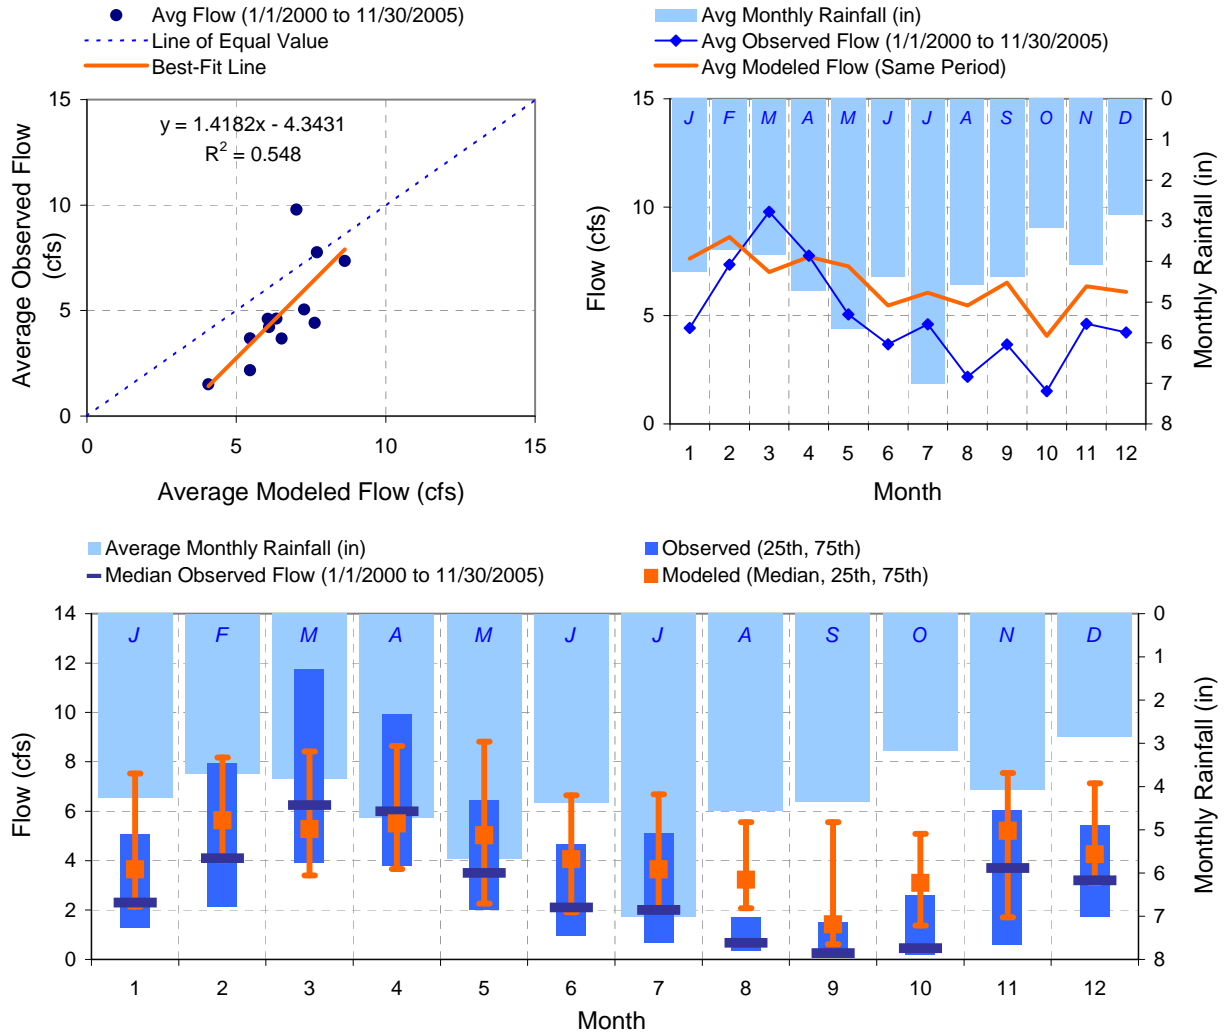 Avg Flow (1/1/2000 to 11/30/2005)
Line of Equal Value
Best-Fit Line
15
10
5
0
y = 1.4182x - 4.3431
R² = 0.548
0 5 10 15
Average Observed Flow
(cfs)
Average Modeled Flow (cfs)
Avg Monthly Rainfall (in)
Avg Observed Flow (1/1/2000 to 11/30/2005)
Avg Modeled Flow (Same Period)
J F M A M J J A S O N D
15
10
5
0
Flow (cfs)
0
1
2
3
4
5
6
7
8
Monthly Rainfall (in)
1 2 3 4 5 6 7 8 9 10 11 12
Month
Average Monthly Rainfall (in)
Median Observed Flow (1/1/2000 to 11/30/2005)
Observed (25th, 75th)
Modeled (Median, 25th, 75th)
J F M A M J J A S O N D
14
12
10
8
6
4
2
0
Flow (cfs)
0
1
2
3
4
5
6
7
8
Monthly Rainfall (in)
1 2 3 4 5 6 7 8 9 10 11 12
Month